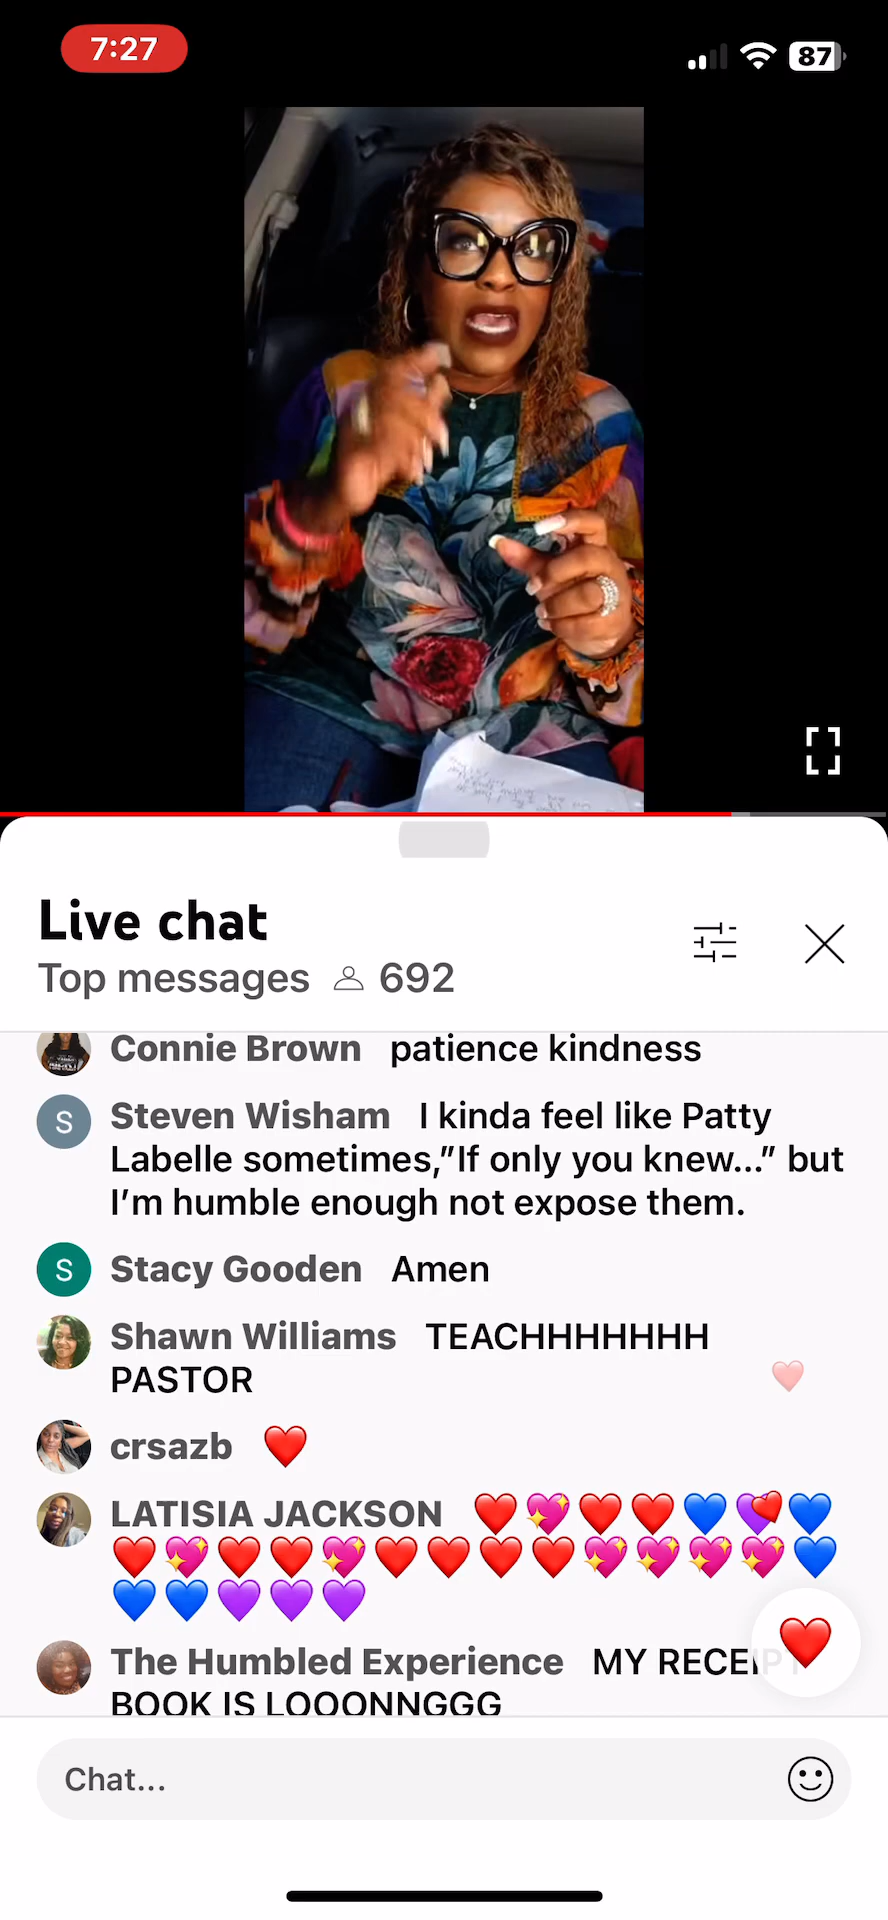 7:27
87
Live chat
Top messages 692
Connie Brown patience kindness
S Steven Wisham I kinda feel like Patty
Labelle sometimes,”If only you knew...” but
I’m humble enough not expose them.
S Stacy Gooden Amen
Shawn Williams TEACHHHHHHH
PASTOR
crsazb ❤️
LATISIA JACKSON ❤️💖❤️❤️💙💜💙
❤️💖❤️❤️💖❤️❤️❤️❤️💖💖💖💖💙
💙💙💜💜💜
The Humbled Experience MY RECEIPT
BOOK IS LOOONNGGG
Chat...